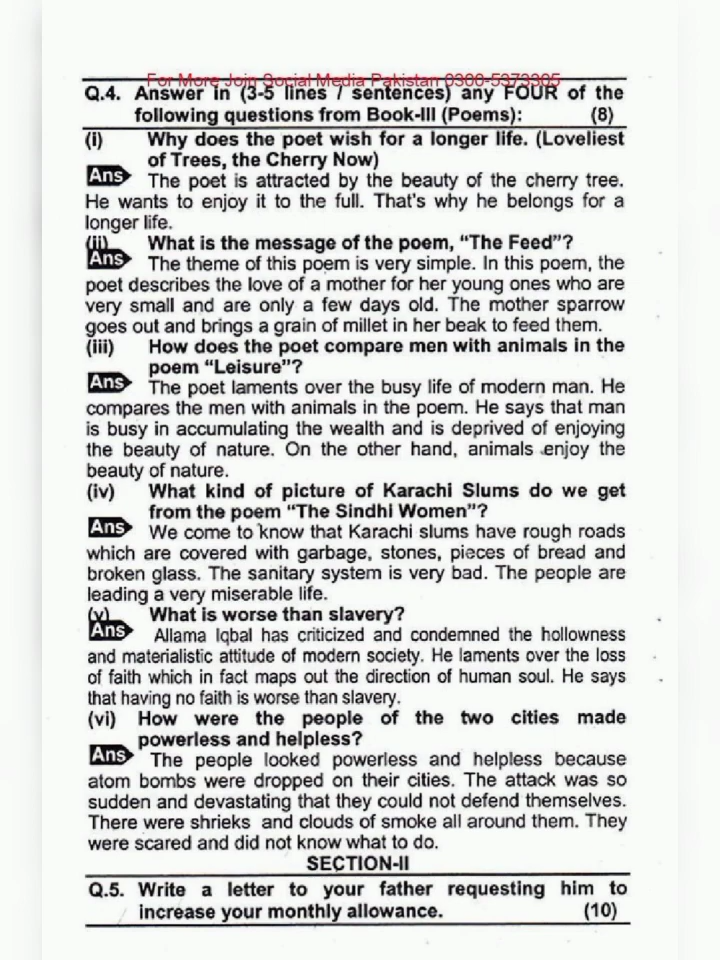 For More Join Social Media Pakistan 0300-5373305
Q.4. Answer in (3-5 lines / sentences) any FOUR of the
following questions from Book-III (Poems): (8)
(i) Why does the poet wish for a longer life. (Loveliest
of Trees, the Cherry Now)
Ans The poet is attracted by the beauty of the cherry tree.
He wants to enjoy it to the full. That's why he belongs for a
longer life.
(ii) What is the message of the poem, "The Feed"?
Ans The theme of this poem is very simple. In this poem, the
poet describes the love of a mother for her young ones who are
very small and are only a few days old. The mother sparrow
goes out and brings a grain of millet in her beak to feed them.
(iii) How does the poet compare men with animals in the
poem "Leisure"?
Ans The poet laments over the busy life of modern man. He
compares the men with animals in the poem. He says that man
is busy in accumulating the wealth and is deprived of enjoying
the beauty of nature. On the other hand, animals enjoy the
beauty of nature.
(iv) What kind of picture of Karachi Slums do we get
from the poem "The Sindhi Women"?
Ans We come to know that Karachi slums have rough roads
which are covered with garbage, stones, pieces of bread and
broken glass. The sanitary system is very bad. The people are
leading a very miserable life.
(v) What is worse than slavery?
Ans Allama Iqbal has criticized and condemned the hollowness
and materialistic attitude of modern society. He laments over the loss
of faith which in fact maps out the direction of human soul. He says
that having no faith is worse than slavery.
(vi) How were the people of the two cities made
powerless and helpless?
Ans The people looked powerless and helpless because
atom bombs were dropped on their cities. The attack was so
sudden and devastating that they could not defend themselves.
There were shrieks and clouds of smoke all around them. They
were scared and did not know what to do.
SECTION-II
Q.5. Write a letter to your father requesting him to
increase your monthly allowance. (10)